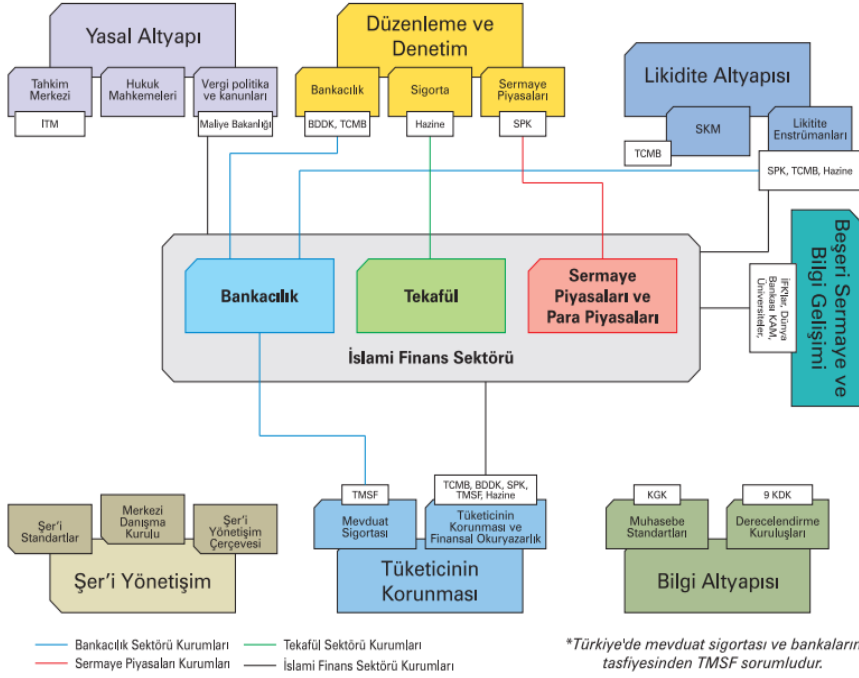 Yasal Altyapı
Tahkim
Merkezi
Hukuk
Mahkemeleri
Vergi politika
ve kanunları
İTM
Maliye Bakanlığı
Düzenleme ve
Denetim
Bankacılık
Sigorta
Sermaye
Piyasaları
BDDK, TCMB
Hazine
SPK
Likidite Altyapısı
SKM
Likitite
Enstrümanları
TCMB
SPK, TCMB, Hazine
Beşeri Sermaye ve
Bilgi Gelişimi
İFK'lar, Dünya
Bankası KAM,
Üniversiteler,
Bankacılık
Tekafül
Sermaye
Piyasaları ve
Para Piyasaları
İslami Finans Sektörü
Şer'i
Standartlar
Merkezi
Danışma
Kurulu
Şer'i
Yönetişim
Çerçevesi
Şer'i Yönetişim
TMSF
TCMB, BDDK, SPK,
TMSF, Hazine
Mevduat
Sigortası
Tüketicinin
Korunması ve
Finansal Okuryazarlık
Tüketicinin
Korunması
KGK
9 KDK
Muhasebe
Standartları
Derecelendirme
Kuruluşları
Bilgi Altyapısı
Bankacılık Sektörü Kurumları
Tekafül Sektörü Kurumları
Sermaye Piyasaları Kurumları
İslami Finans Sektörü Kurumları
*Türkiye'de mevduat sigortası ve bankaların
tasfiyesinden TMSF sorumludur.